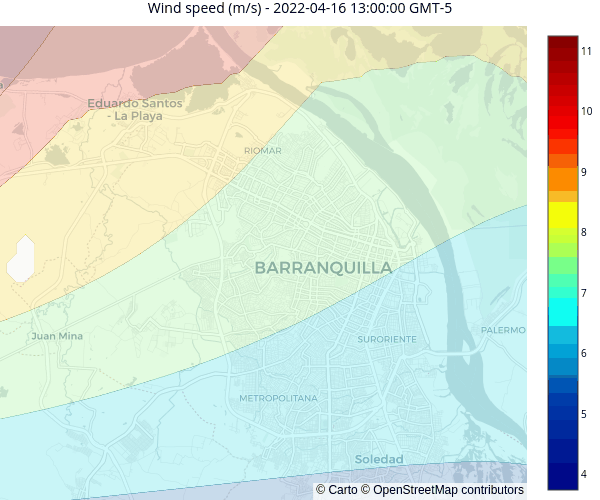 Wind speed (m/s) - 2022-04-16 13:00:00 GMT-5
11
Eduardo Santos
- La Playa
10
RIOMAR
9
8
BARRANQUILLA
7
Juan Mina
SURORIENTE
PALERMO
6
METROPOLITANA
5
Soledad
4
© Carto © OpenStreetMap contributors